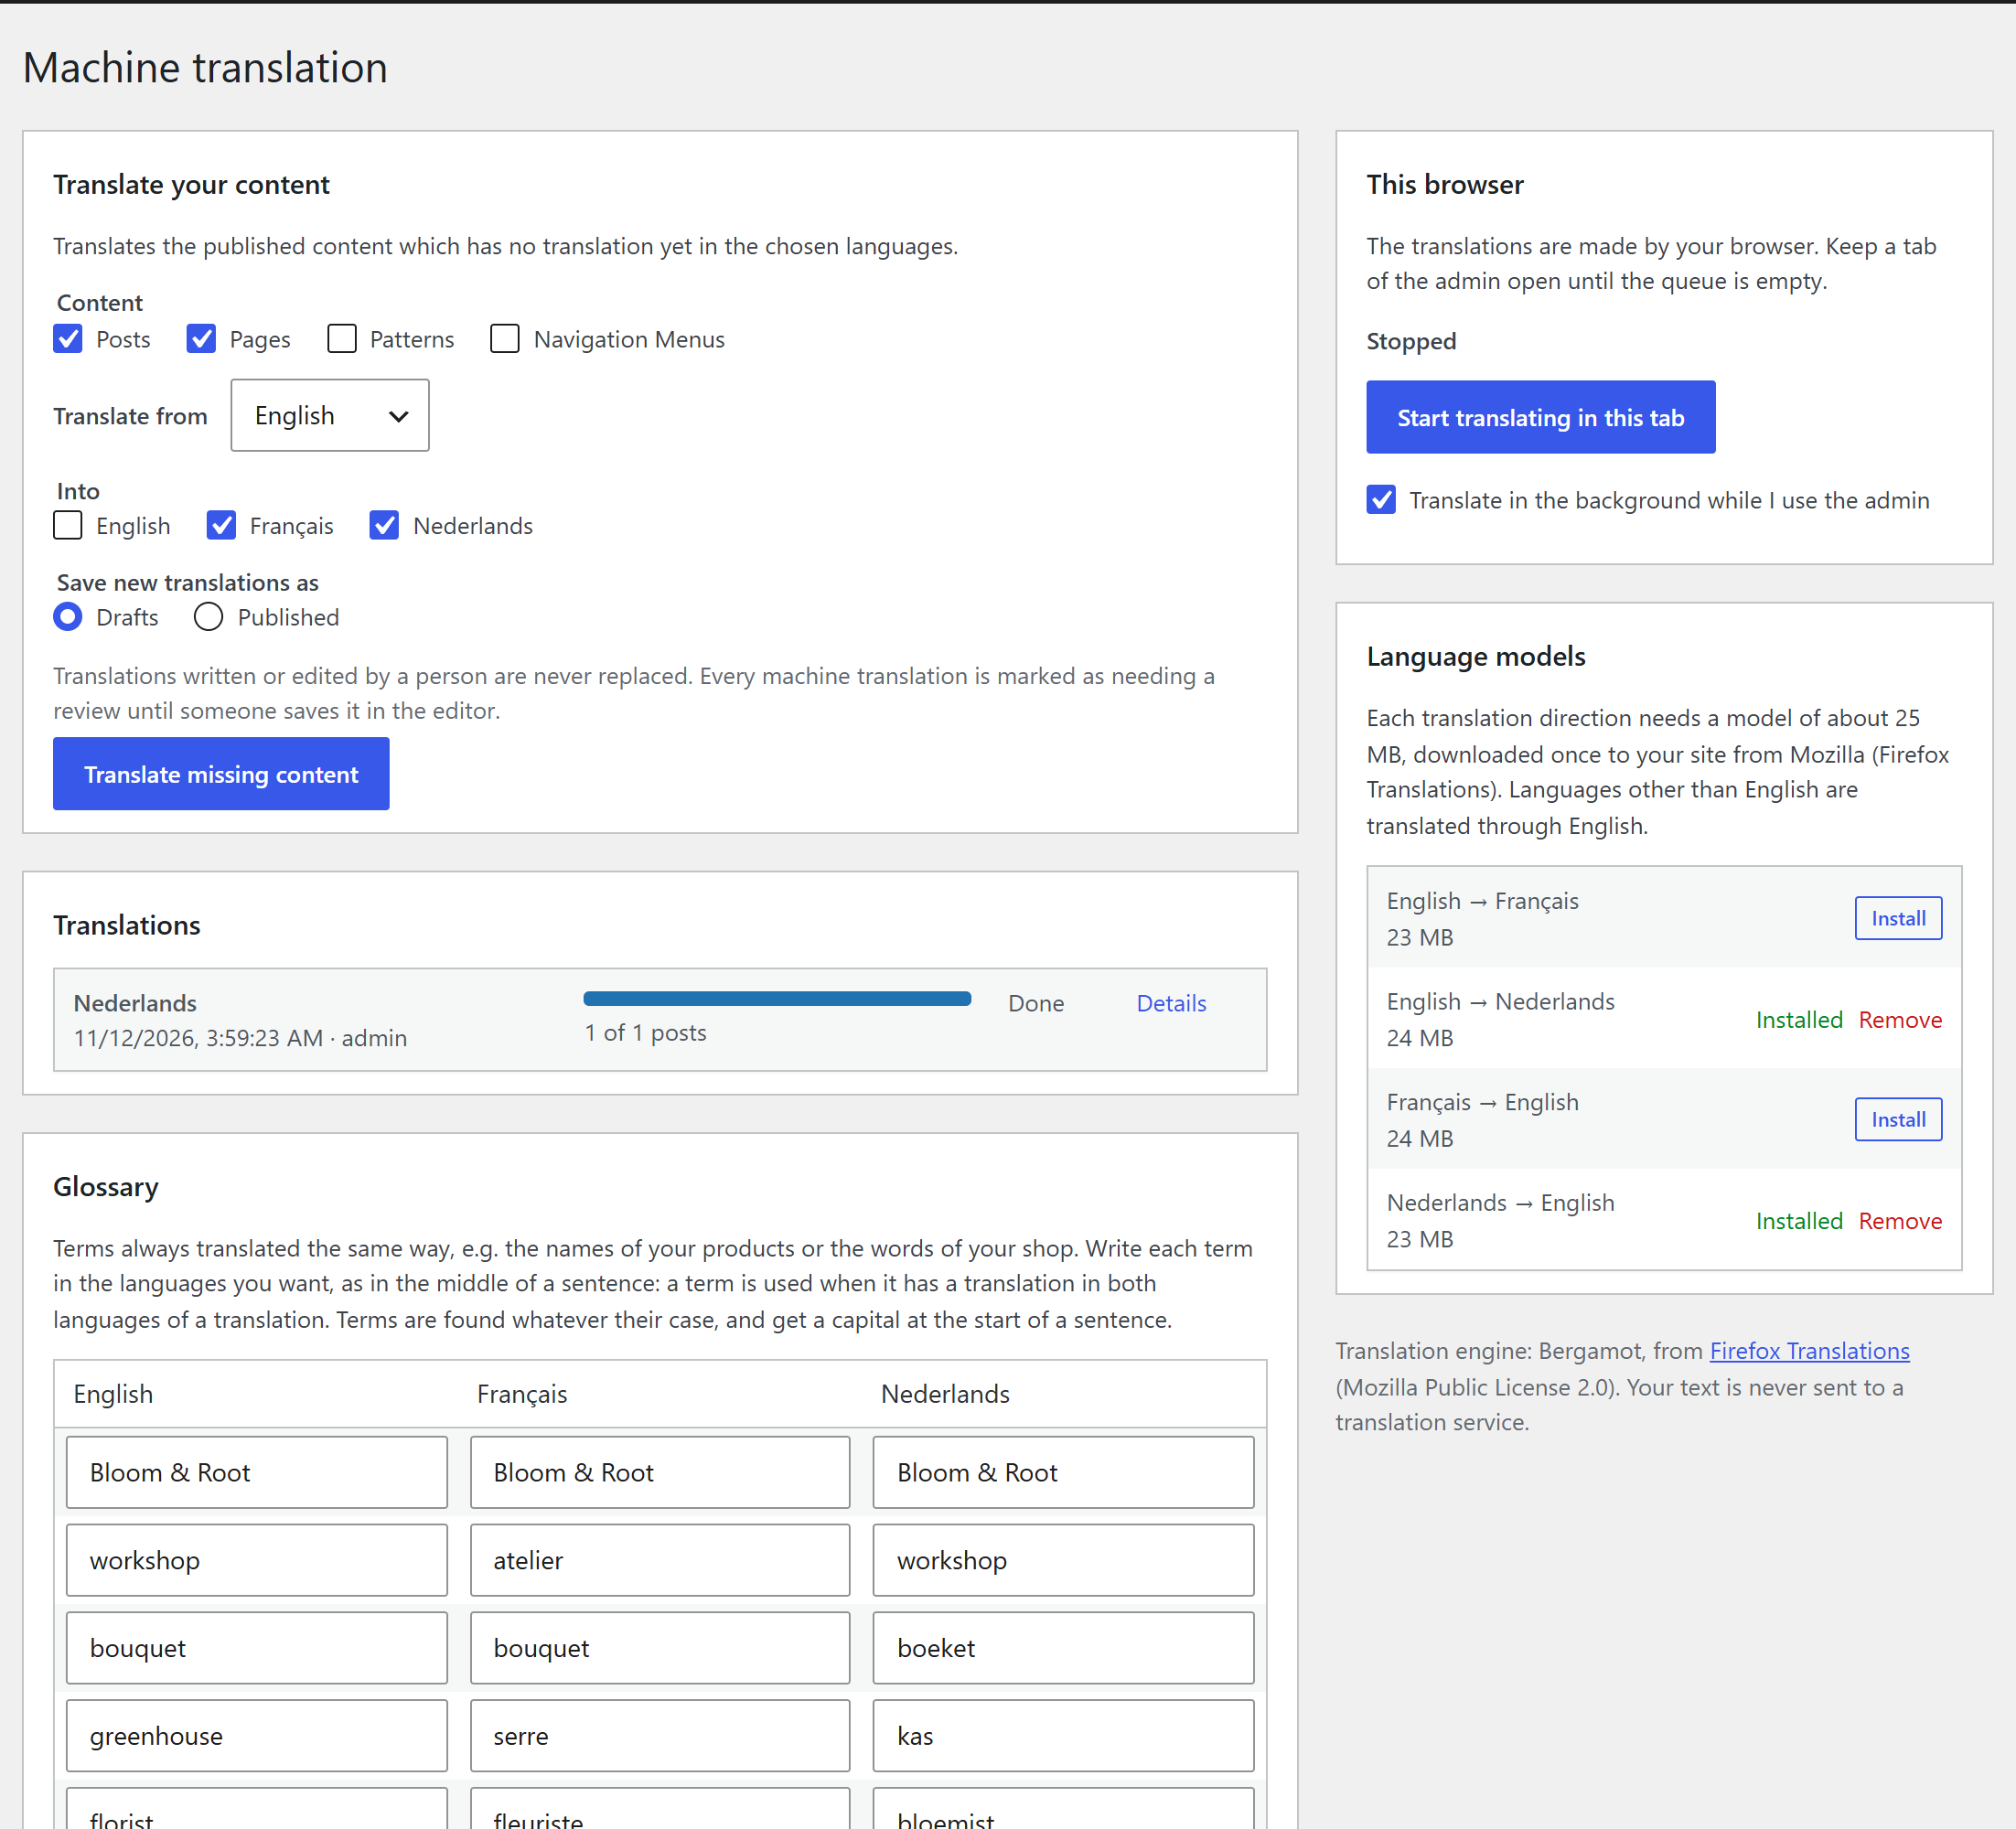 Machine translation
Translate your content
Translates the published content which has no translation yet in the chosen languages.
Content
Posts Pages Patterns Navigation Menus
Translate from English
Into
English Français Nederlands
Save new translations as
Drafts Published
Translations written or edited by a person are never replaced. Every machine translation is marked as needing a
review until someone saves it in the editor.
Translate missing content
Translations
Nederlands
11/12/2026, 3:59:23 AM · admin
1 of 1 posts
Done
Details
Glossary
Terms always translated the same way, e.g. the names of your products or the words of your shop. Write each term
in the languages you want, as in the middle of a sentence: a term is used when it has a translation in both
languages of a translation. Terms are found whatever their case, and get a capital at the start of a sentence.
English Français Nederlands
Bloom & Root Bloom & Root Bloom & Root
workshop atelier workshop
bouquet bouquet boeket
greenhouse serre kas
florist fleuriste bloemist
This browser
The translations are made by your browser. Keep a tab
of the admin open until the queue is empty.
Stopped
Start translating in this tab
Translate in the background while I use the admin
Language models
Each translation direction needs a model of about 25
MB, downloaded once to your site from Mozilla (Firefox
Translations). Languages other than English are
translated through English.
English → Français
23 MB
Install
English → Nederlands
24 MB
Installed Remove
Français → English
24 MB
Install
Nederlands → English
23 MB
Installed Remove
Translation engine: Bergamot, from Firefox Translations
(Mozilla Public License 2.0). Your text is never sent to a
translation service.